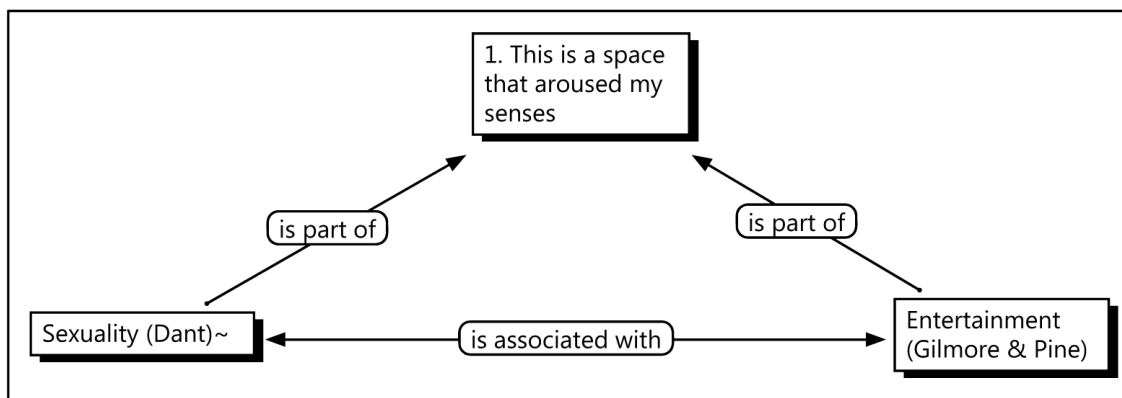 1. This is a space
that aroused my
senses
is part of
is part of
Sexuality (Dant)~
is associated with
Entertainment
(Gilmore & Pine)